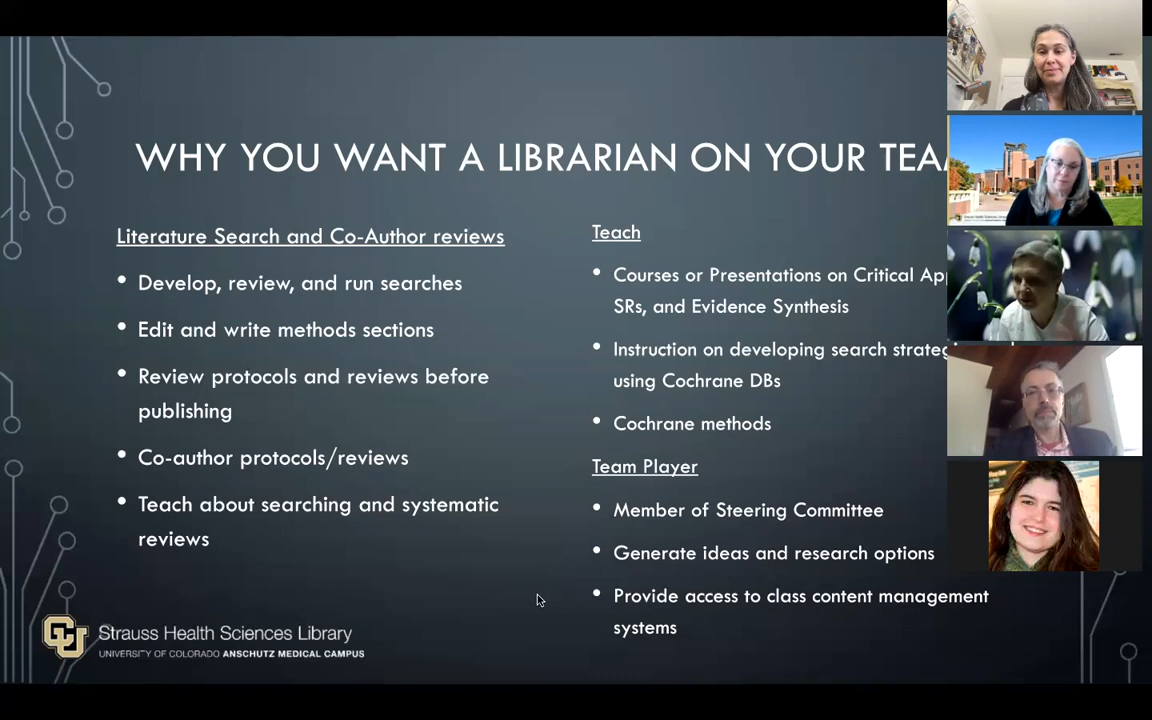 WHY YOU WANT A LIBRARIAN ON YOUR
Literature Search and Co-Author reviews
• Develop, review, and run searches
• Edit and write methods sections
• Review protocols and reviews before
publishing
• Co-author protocols/reviews
• Teach about searching and systematic
reviews
Teach
• Courses or Presentations on Critical
SRs, and Evidence Synthesis
• Instruction on developing search
using Cochrane DBs
• Cochrane methods
Team Player
• Member of Steering Committee
• Generate ideas and research options
• Provide access to class content management
systems
CU
Strauss Health Sciences Library
UNIVERSITY OF COLORADO ANSCHUTZ MEDICAL CAMPUS